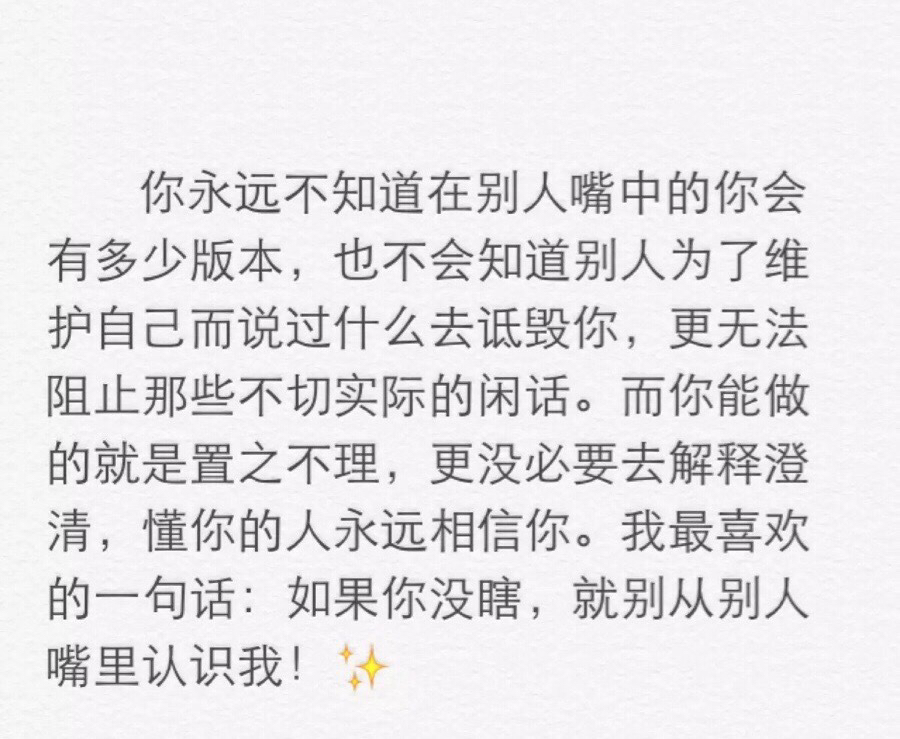 你永远不知道在别人嘴中的你会
有多少版本，也不会知道别人为了维
护自己而说过什么去诋毁你，更无法
阻止那些不切实际的闲话。而你能做
的就是置之不理，更没必要去解释澄
清，懂你的人永远相信你。我最喜欢
的一句话：如果你没瞎，就别从别人
嘴里认识我！✨